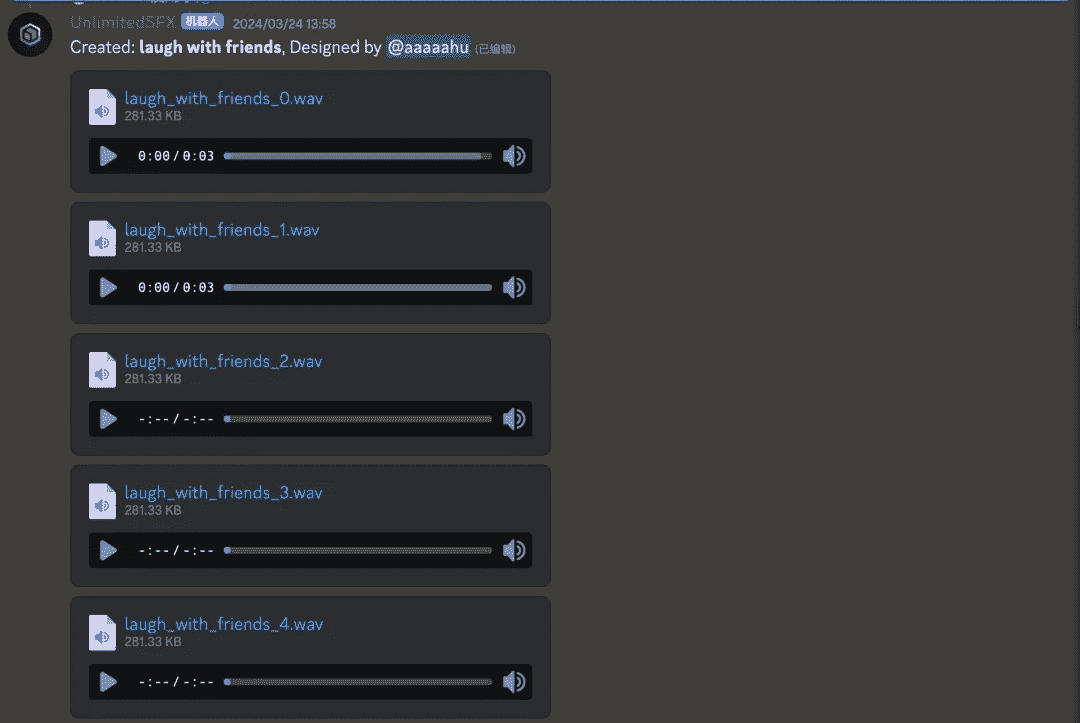 UnlimitedSFX 机器人 2024/03/24 13:58
Created: laugh with friends, Designed by @aaaaahu (已编辑)
laugh_with_friends_0.wav
281.33 KB
0:00 / 0:03
laugh_with_friends_1.wav
281.33 KB
0:00 / 0:03
laugh_with_friends_2.wav
281.33 KB
-:-- / -:--
laugh_with_friends_3.wav
281.33 KB
-:-- / -:--
laugh_with_friends_4.wav
281.33 KB
-:-- / -:--